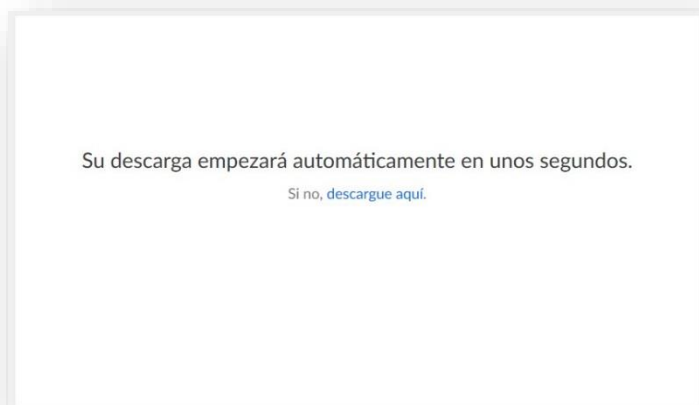 Su descarga empezará automáticamente en unos segundos.
Si no, descargue aquí.